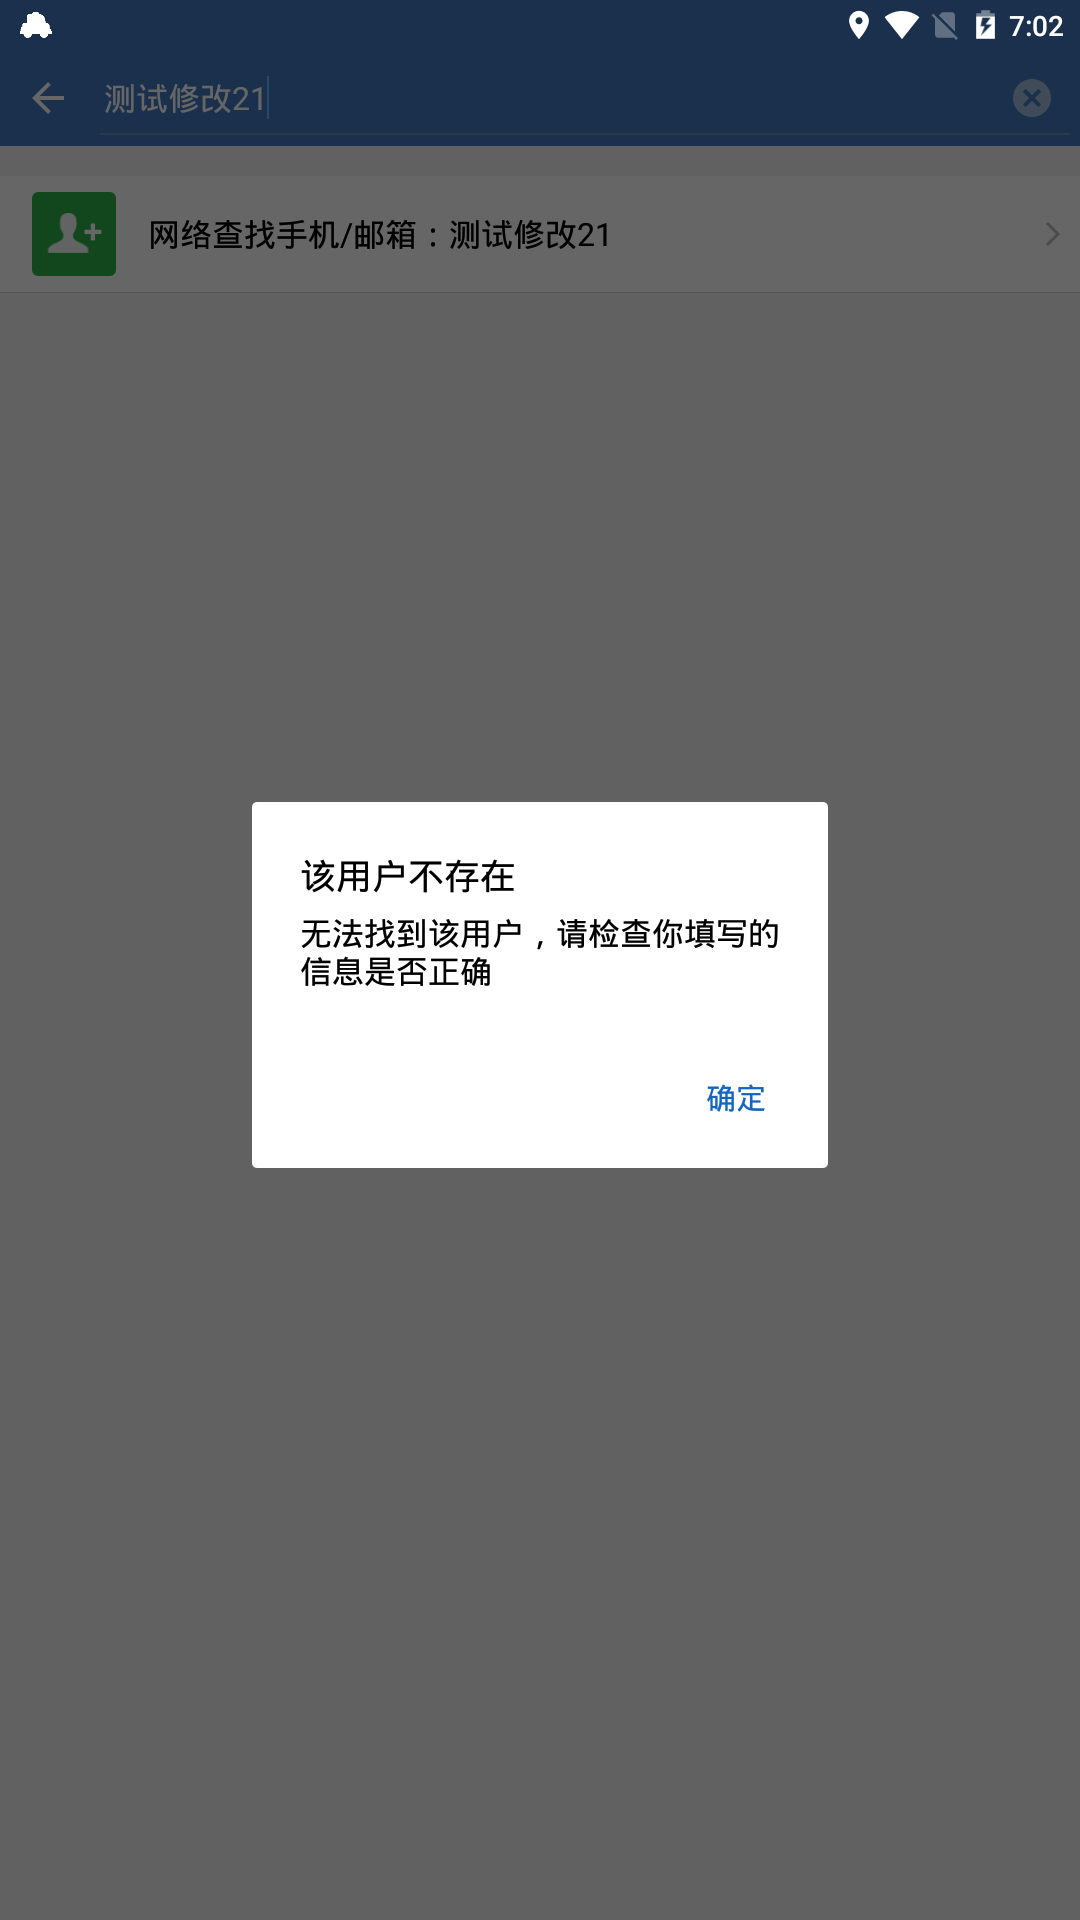 7:02
测试修改21
网络查找手机/邮箱：测试修改21
该用户不存在
无法找到该用户，请检查你填写的
信息是否正确
确定